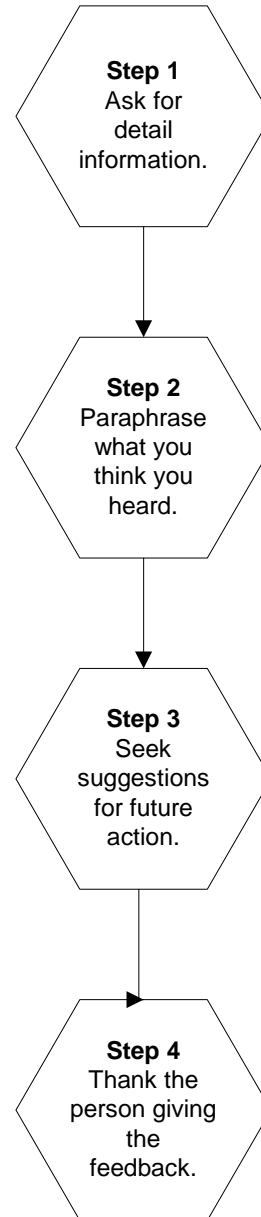 Step 1
Ask for
detail
information.
Step 2
Paraphrase
what you
think you
heard.
Step 3
Seek
suggestions
for future
action.
Step 4
Thank the
person giving
the
feedback.